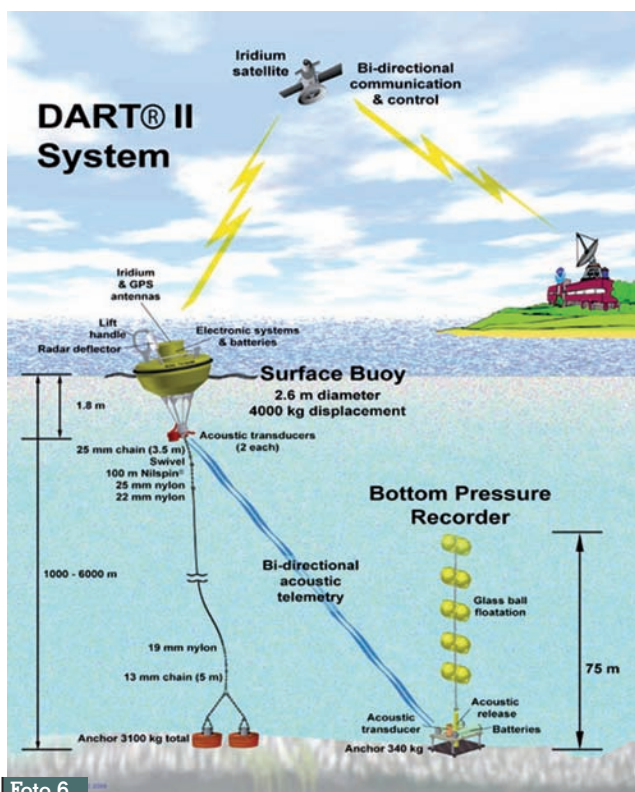 Iridium
satellite
Bi-directional
communication
& control
DART® II
System
Iridium
& GPS
antennas
Lift
handle
Radar deflector
Electronic systems
& batteries
Surface Buoy
2.6 m diameter
4000 kg displacement
1.8 m
Acoustic transducers
(2 each)
25 mm chain (3.5 m)
Swivel
100 m Nilspin®
25 mm nylon
22 mm nylon
Bottom Pressure
Recorder
1000 - 6000 m
Bi-directional
acoustic
telemetry
Glass ball
floatation
75 m
19 mm nylon
13 mm chain (5 m)
Acoustic
release
Acoustic
transducer
Batteries
Anchor 3100 kg total
Anchor 340 kg
Foto 6